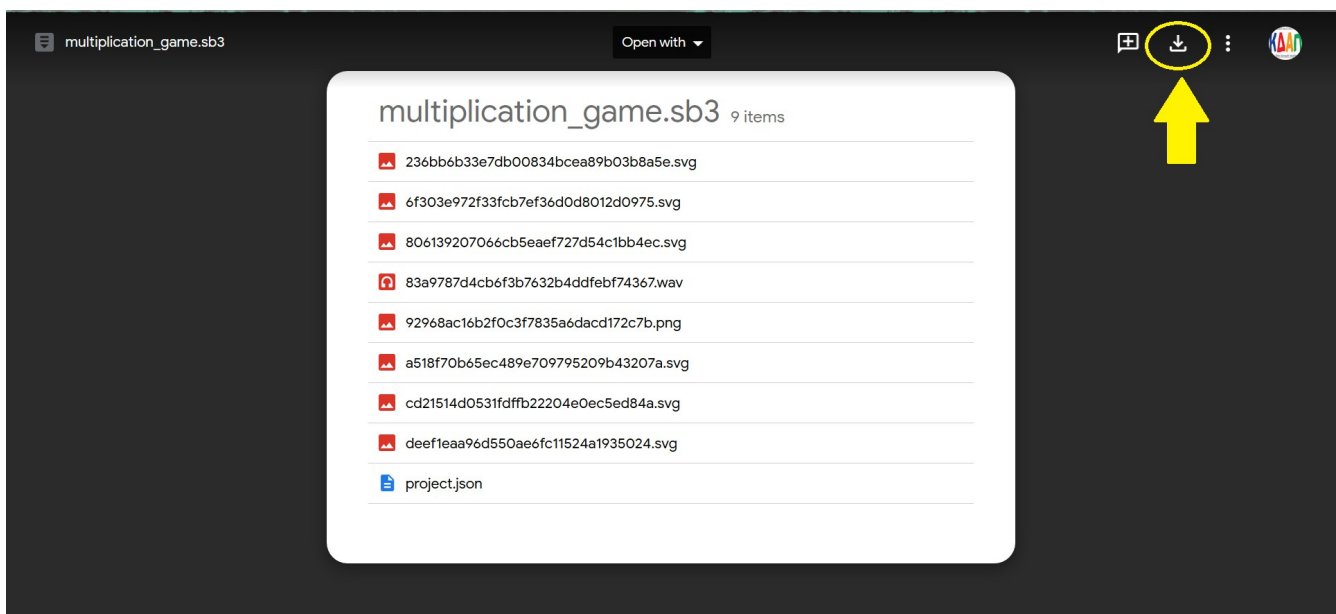 multiplication_game.sb3
Open with
multiplication_game.sb3 9 items
236bb6b33e7db00834bcea89b03b8a5e.svg
6f303e972f33fcb7ef36d0d8012d0975.svg
806139207066cb5eaef727d54c1bb4ec.svg
83a9787d4cb6f3b7632b4ddfebf74367.wav
92968ac16b2f0c3f7835a6dacd172c7b.png
a518f70b65ec489e709795209b43207a.svg
cd21514d0531fdffb22204e0ec5ed84a.svg
deef1eaa96d550ae6fc11524a1935024.svg
project.json